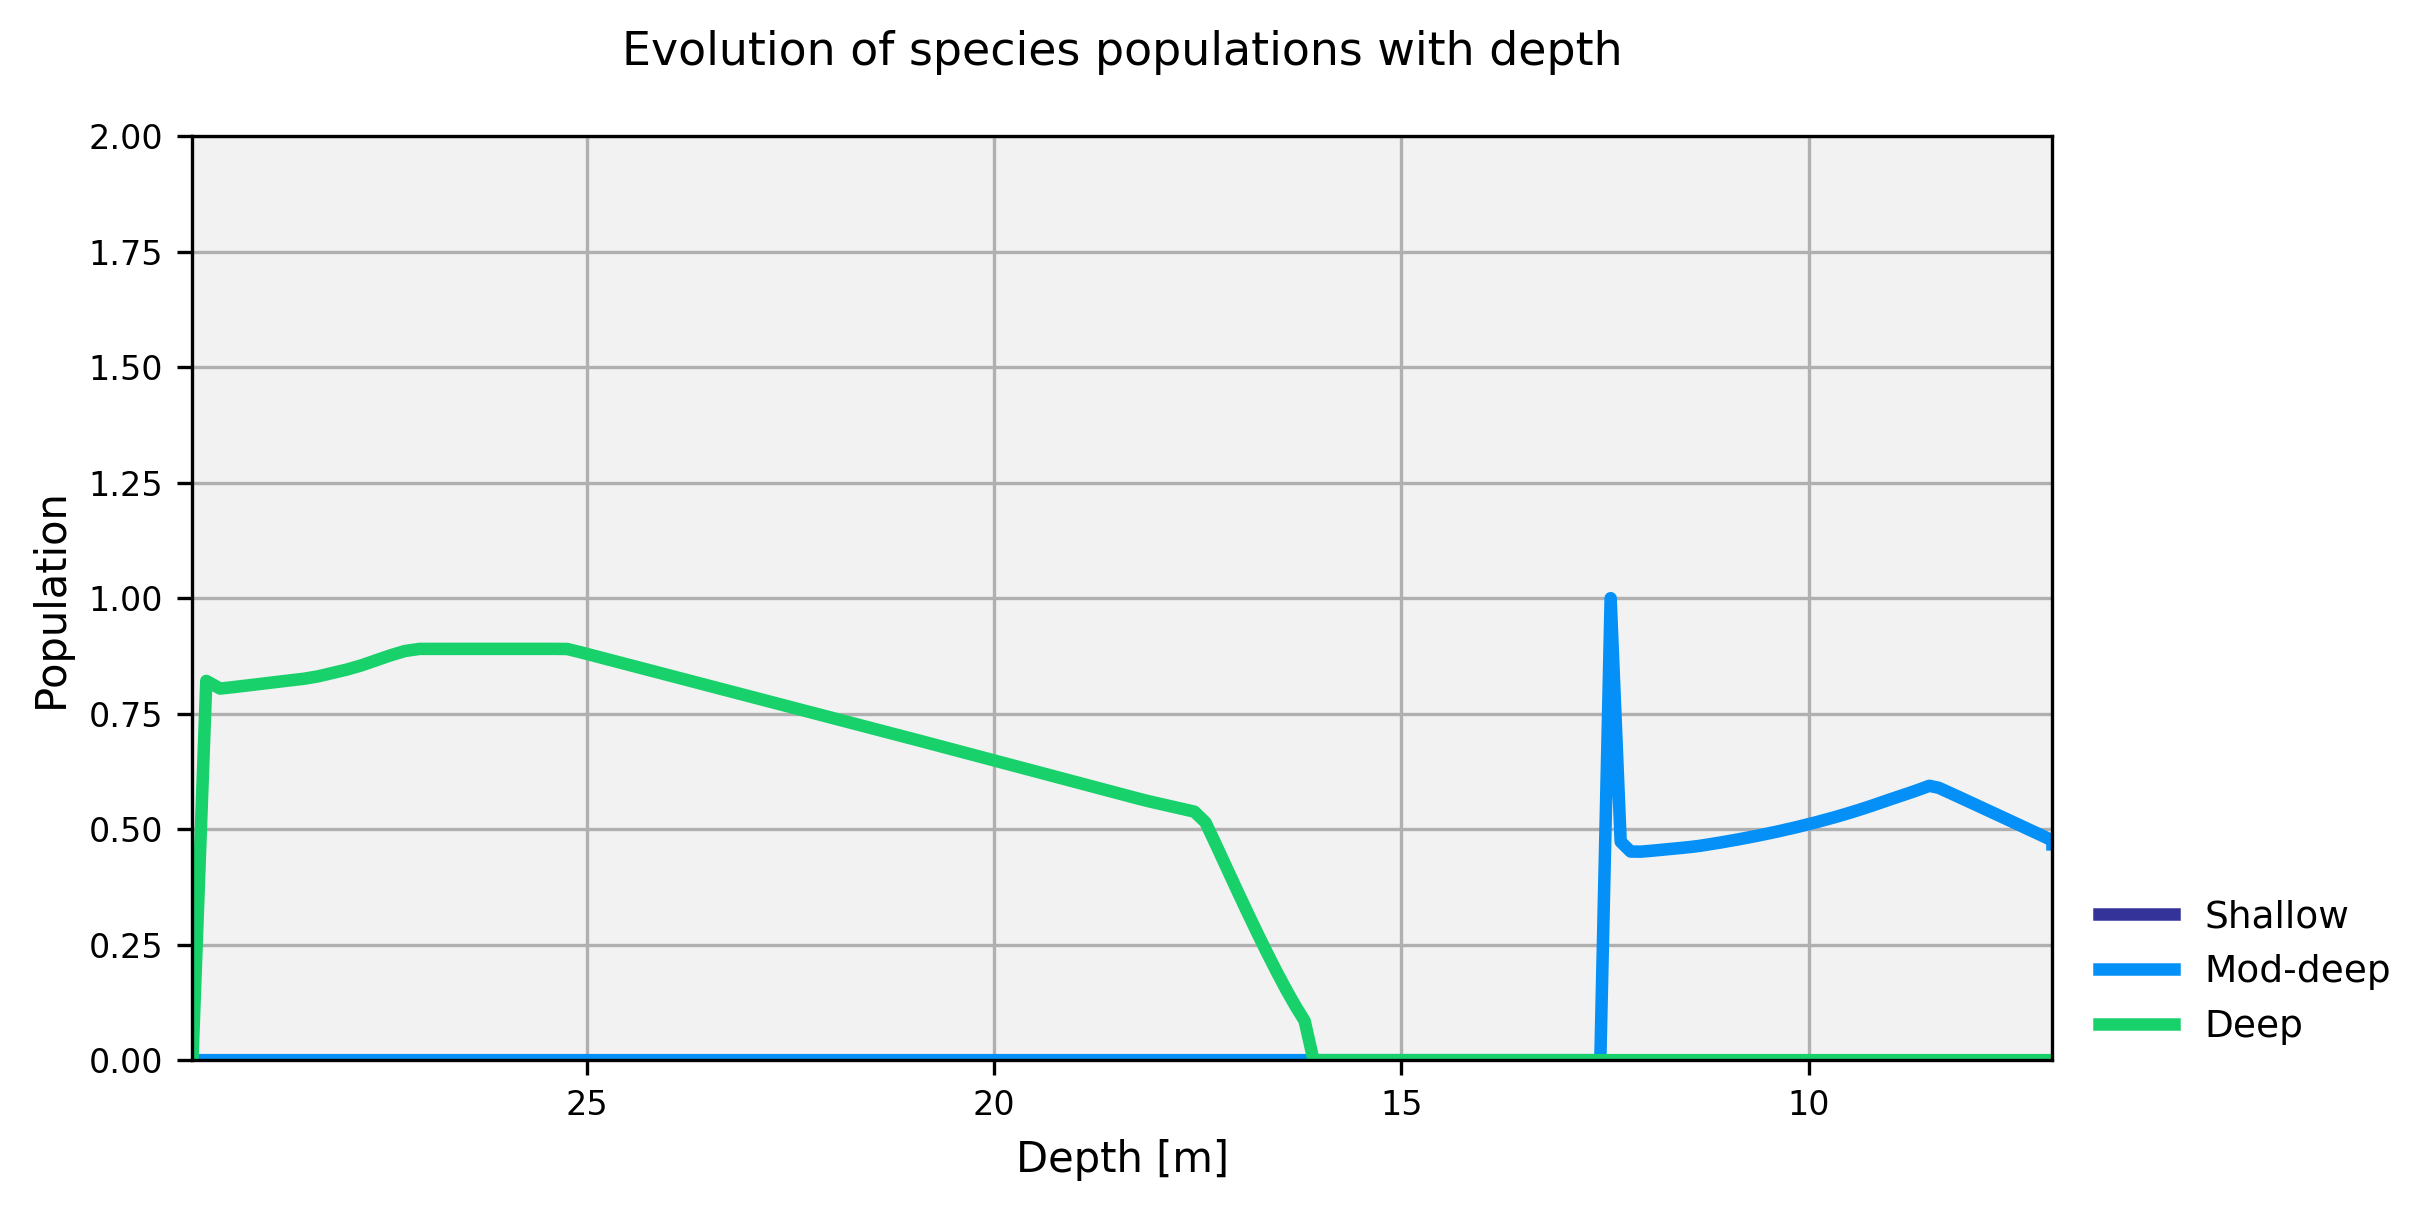 Evolution of species populations with depth
2.00
1.75
1.50
1.25
1.00
0.75
0.50
0.25
0.00
Population
25 20 15 10
Depth [m]
Shallow
Mod-deep
Deep